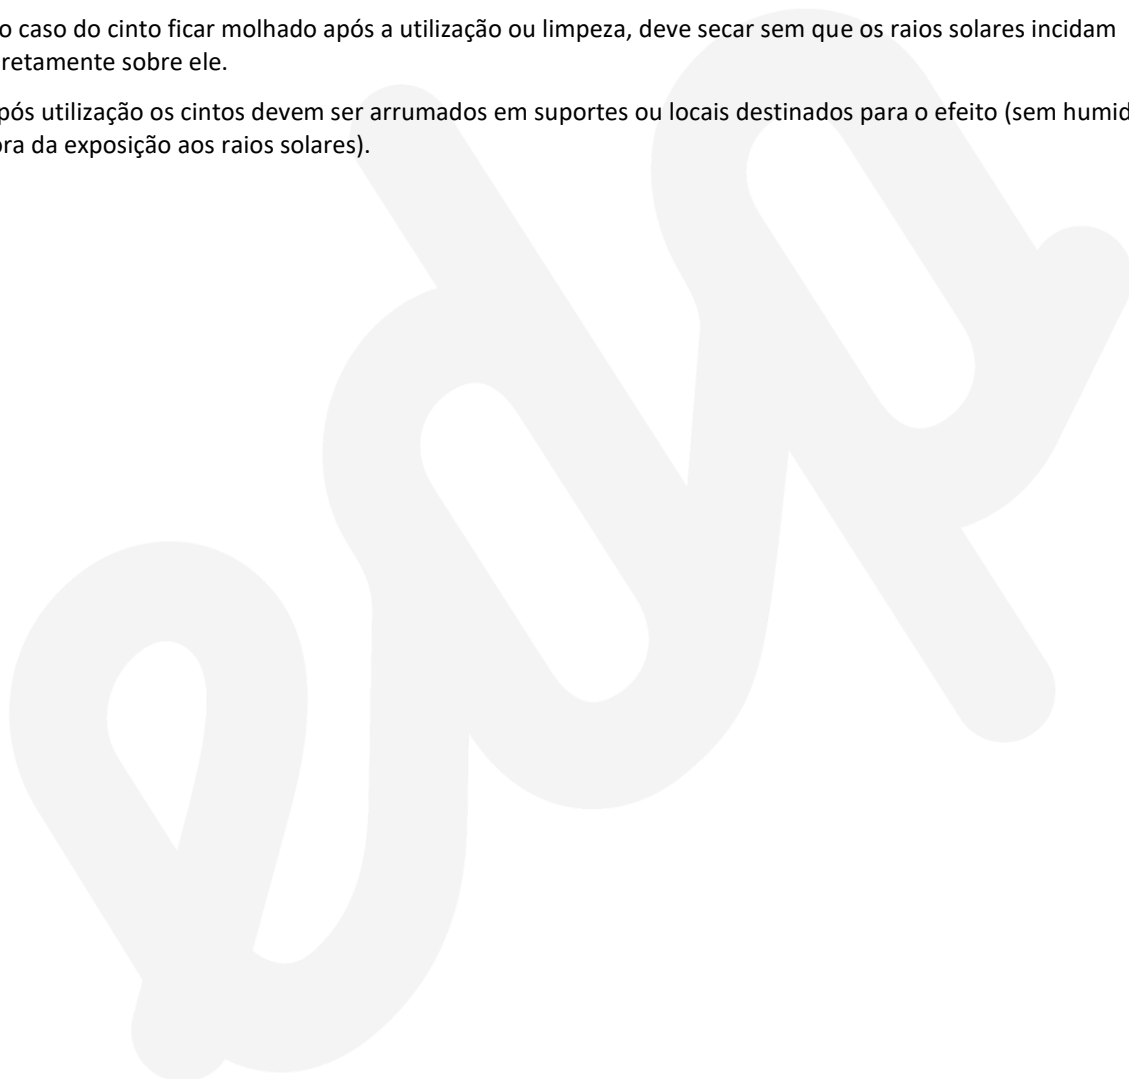 o caso do cinto ficar molhado após a utilização ou limpeza, deve secar sem que os raios solares incidam
retamente sobre ele.
pós utilização os cintos devem ser arrumados em suportes ou locais destinados para o efeito (sem humid
ora da exposição aos raios solares).
edp